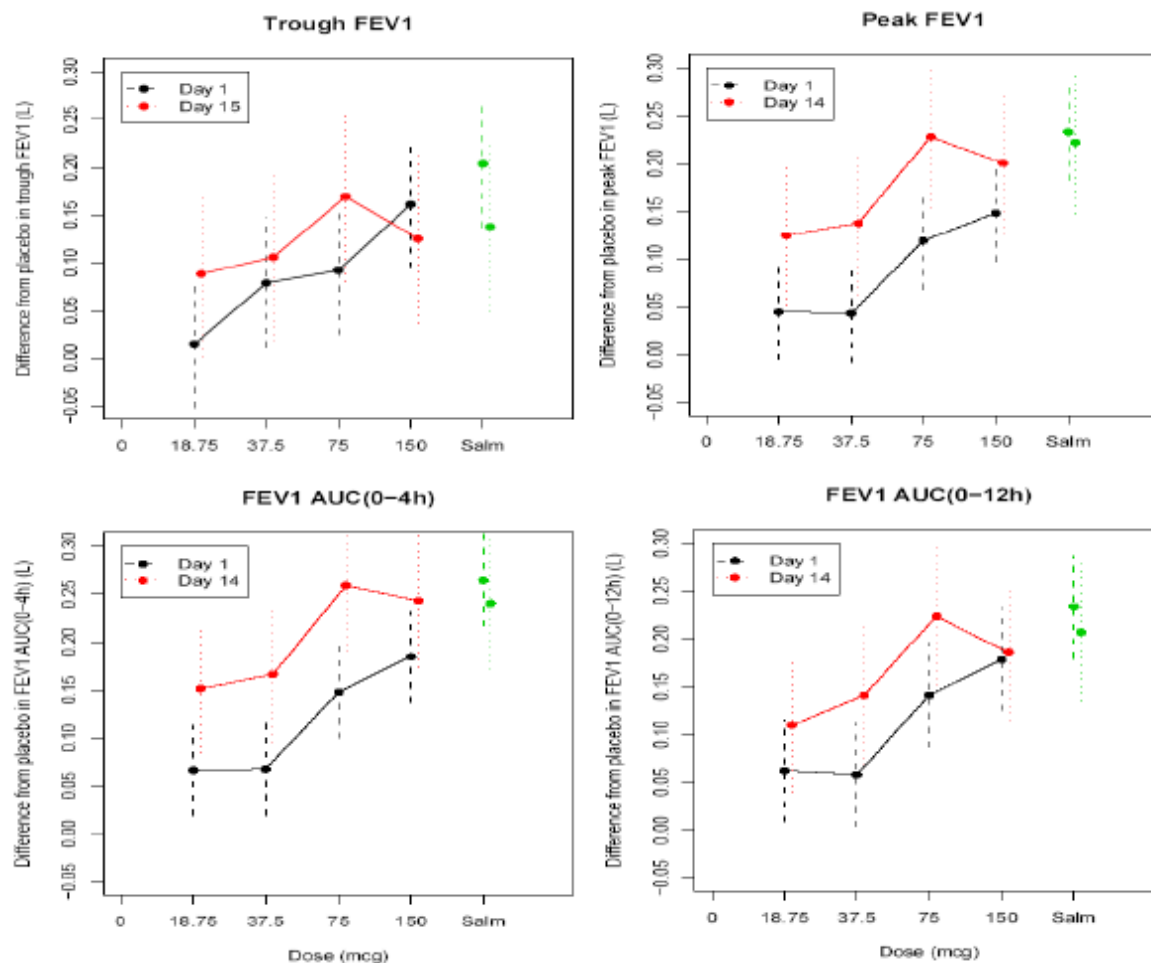 Trough FEV1
Difference from placebo in trough FEV1 (L)
0.30
0.25
0.20
0.15
0.10
0.05
0.00
−0.05
Day 1
Day 15
0 18.75 37.5 75 150 Salm
Peak FEV1
Difference from placebo in peak FEV1 (L)
0.30
0.25
0.20
0.15
0.10
0.05
0.00
−0.05
Day 1
Day 14
0 18.75 37.5 75 150 Salm
FEV1 AUC(0−4h)
Difference from placebo in FEV1 AUC(0−4h) (L)
0.30
0.25
0.20
0.15
0.10
0.05
0.00
−0.05
Day 1
Day 14
0 18.75 37.5 75 150 Salm
Dose (mcg)
FEV1 AUC(0−12h)
Difference from placebo in FEV1 AUC(0−12h) (L)
0.30
0.25
0.20
0.15
0.10
0.05
0.00
−0.05
Day 1
Day 14
0 18.75 37.5 75 150 Salm
Dose (mcg)